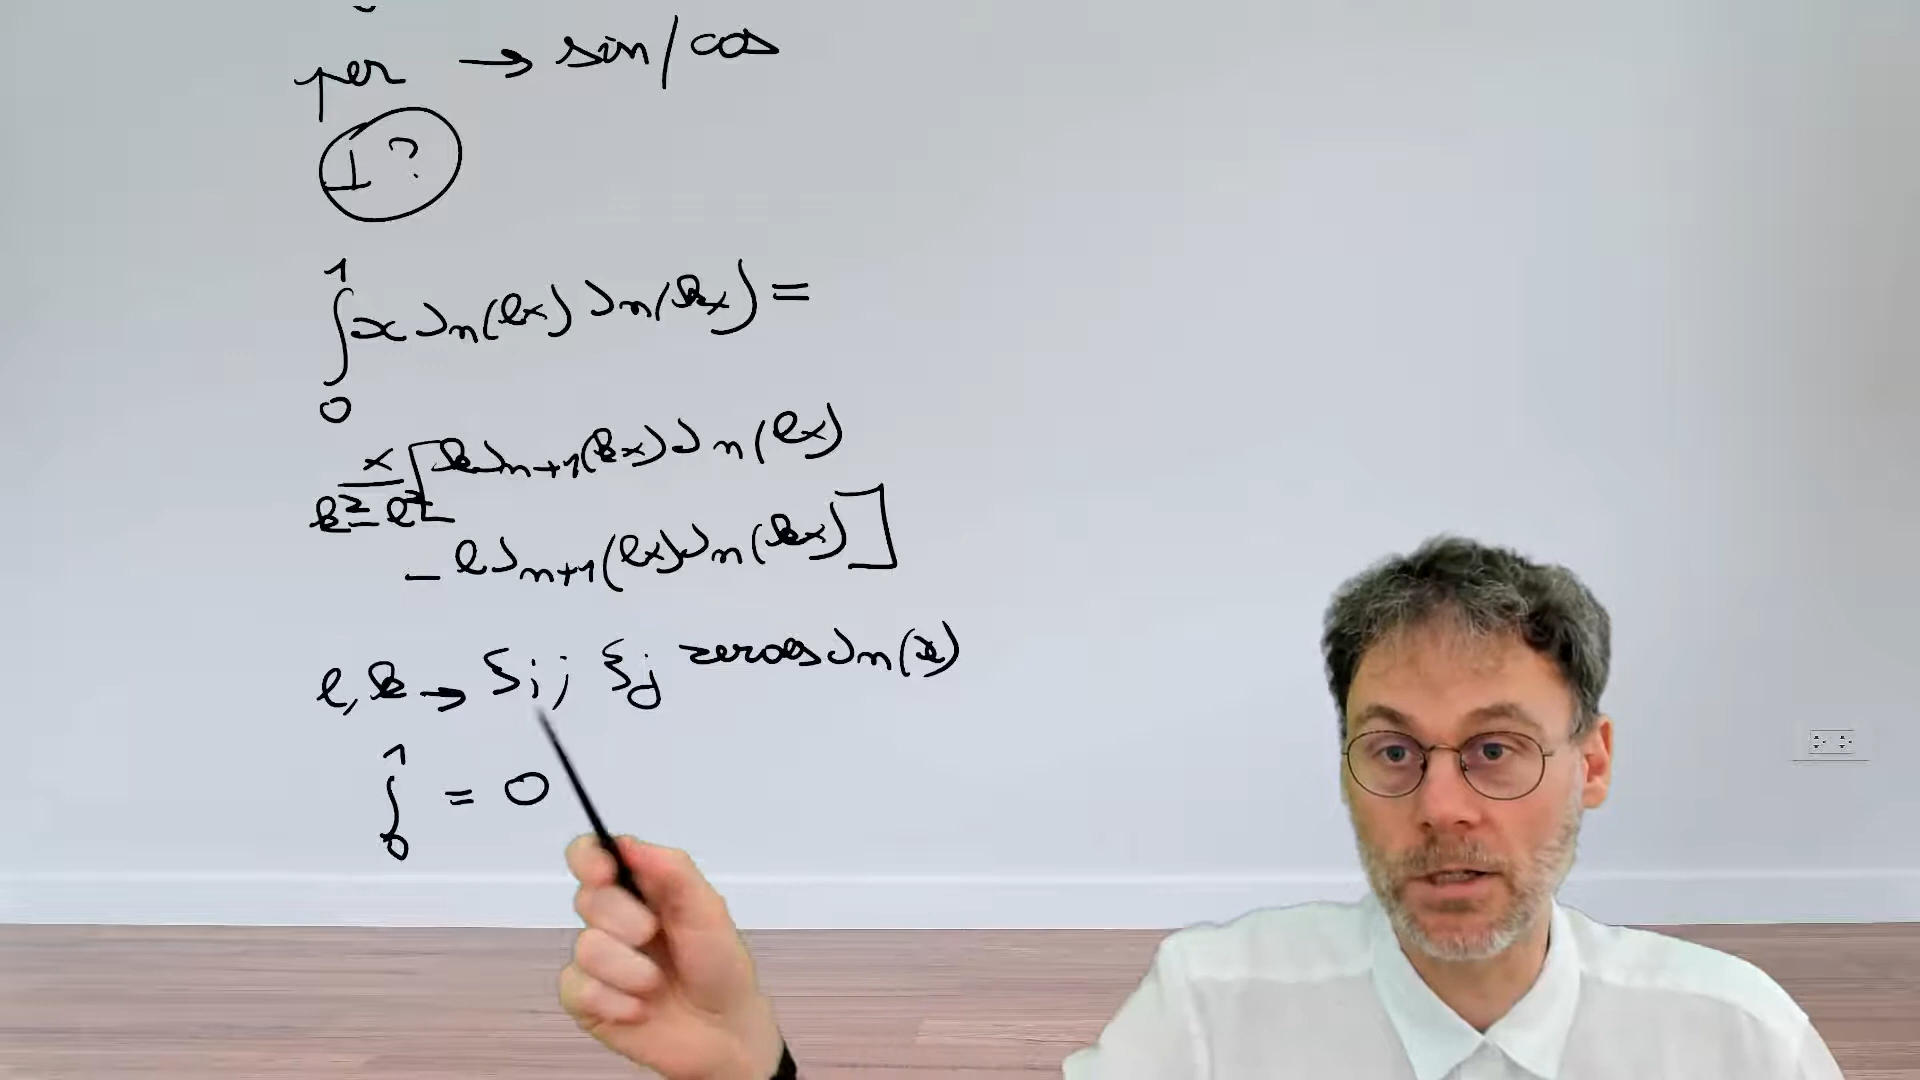 per → sin/cos
⊥?
∫₀¹ x Jn(lx) Jn(kx) =
x/(k²-l²) [k Jn+1(kx) Jn(lx)
- l Jn+1(lx) Jn(kx)]
l, k → ξi, ξj zeroes Jn(x)
∫₀¹ = 0